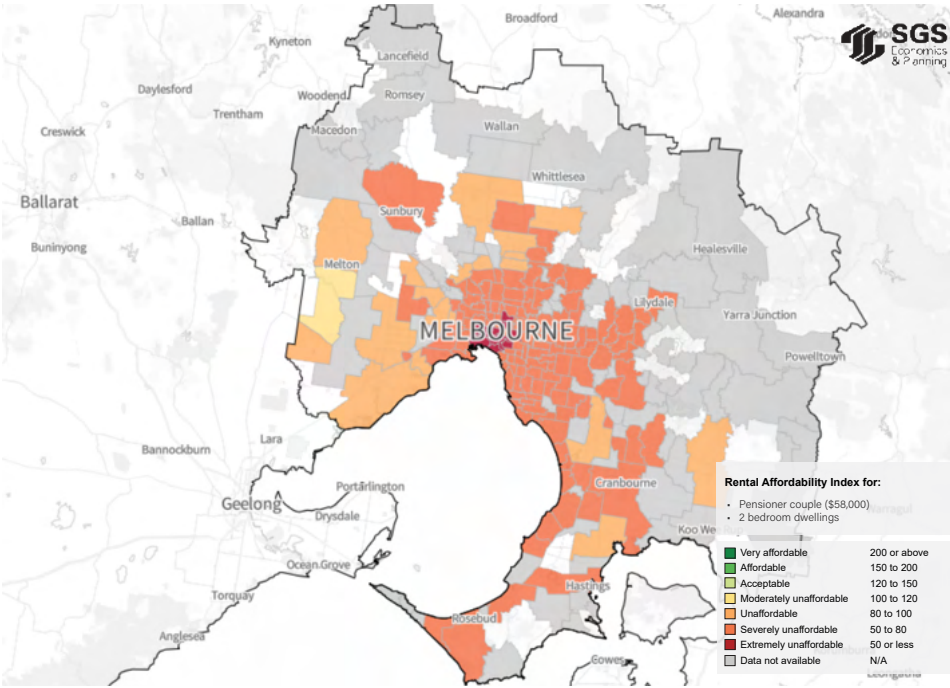 SGS
Economics
& Planning
Broadford
Alexandra
Kyneton
Lancefield
Daylesford
Woodend
Romsey
Trentham
Creswick
Macedon
Wallan
Whittlesea
Ballarat
Ballan
Sunbury
Buninyong
Healesville
Melton
Lilydale
MELBOURNE
Yarra Junction
Powelltown
Bannockburn
Lara
Geelong
Portarlington
Cranbourne
Drysdale
Koo Wee Rup
Ocean Grove
Hastings
Torquay
Rosebud
Anglesea
Cowes
Rental Affordability Index for:
• Pensioner couple ($58,000)
• 2 bedroom dwellings
Very affordable 200 or above
Affordable 150 to 200
Acceptable 120 to 150
Moderately unaffordable 100 to 120
Unaffordable 80 to 100
Severely unaffordable 50 to 80
Extremely unaffordable 50 or less
Data not available N/A